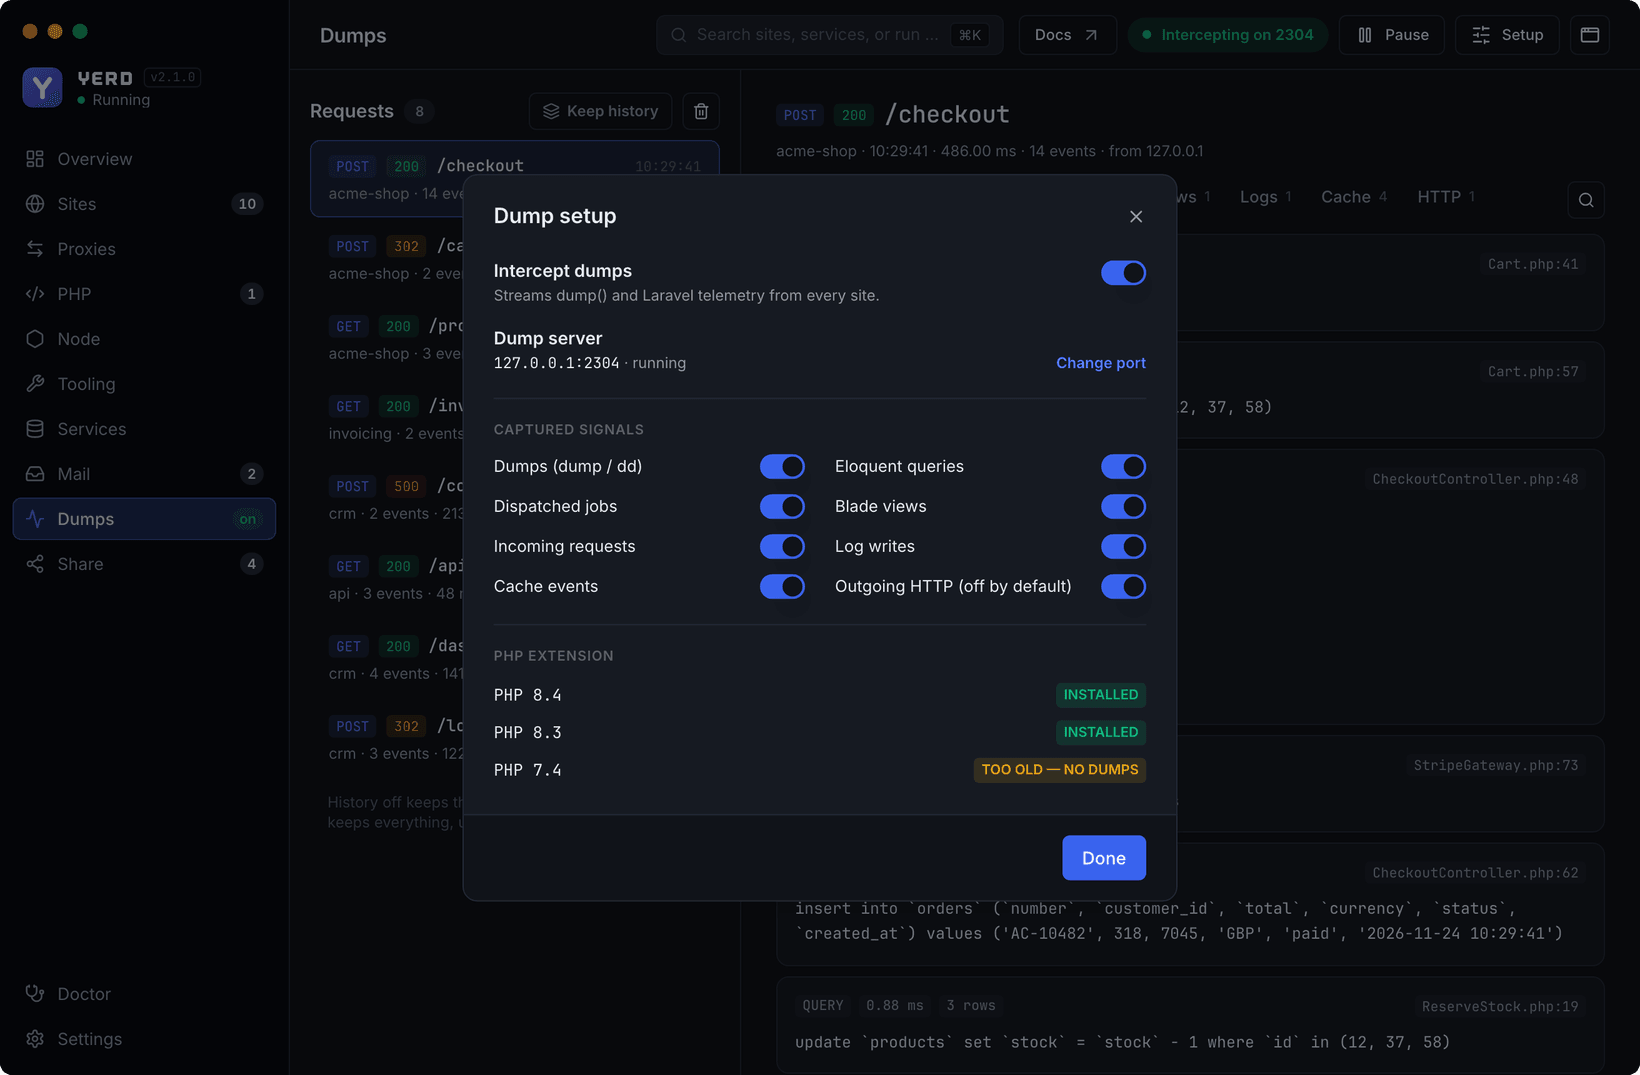 Dumps
Search sites, services, or run ...
⌘K
Docs
Intercepting on 2304
Pause
Setup
YERD
v2.1.0
Running
Overview
Sites 10
Proxies
PHP 1
Node
Tooling
Services
Mail 2
Dumps on
Share 4
Doctor
Settings
Requests 8
Keep history
POST 200 /checkout 10:29:41
acme-shop · 14 eve
POST 302 /ca
acme-shop · 2 ever
GET 200 /pro
acme-shop · 3 eve
GET 200 /inv
invoicing · 2 events
POST 500 /co
crm · 2 events · 213
GET 200 /api
api · 3 events · 48 r
GET 200 /das
crm · 4 events · 141
POST 302 /lo
crm · 3 events · 122
History off keeps th
keeps everything, u
POST 200 /checkout
acme-shop · 10:29:41 · 486.00 ms · 14 events · from 127.0.0.1
ws 1 Logs 1 Cache 4 HTTP 1
Cart.php:41
Cart.php:57
12, 37, 58)
CheckoutController.php:48
StripeGateway.php:73
CheckoutController.php:62
insert into `orders` (`number`, `customer_id`, `total`, `currency`, `status`,
`created_at`) values ('AC-10482', 318, 7045, 'GBP', 'paid', '2026-11-24 10:29:41')
QUERY 0.88 ms 3 rows ReserveStock.php:19
update `products` set `stock` = `stock` - 1 where `id` in (12, 37, 58)
Dump setup
Intercept dumps
Streams dump() and Laravel telemetry from every site.
Dump server
127.0.0.1:2304 · running
Change port
CAPTURED SIGNALS
Dumps (dump / dd)
Eloquent queries
Dispatched jobs
Blade views
Incoming requests
Log writes
Cache events
Outgoing HTTP (off by default)
PHP EXTENSION
PHP 8.4 INSTALLED
PHP 8.3 INSTALLED
PHP 7.4 TOO OLD — NO DUMPS
Done